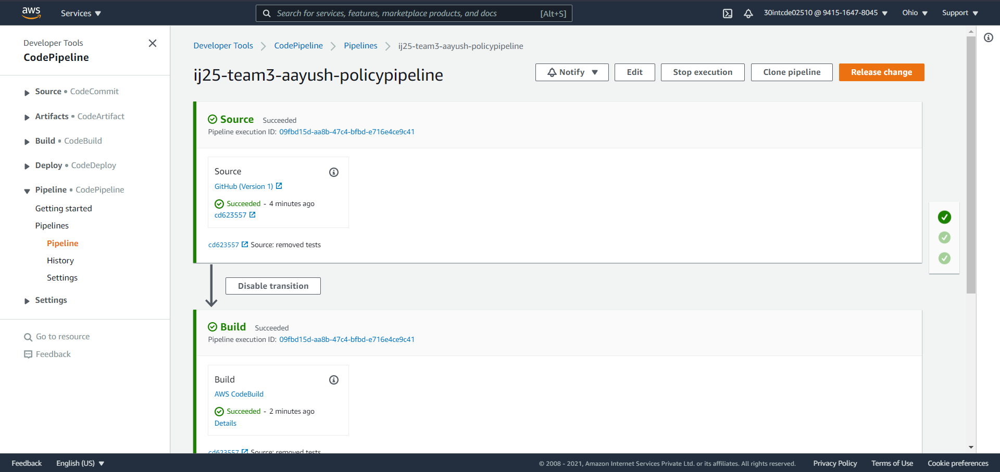 aws
Services
Search for services, features, marketplace products, and docs
[Alt+S]
30intcde02510 @ 9415-1647-8045
Ohio
Support
Developer Tools
CodePipeline
Source • CodeCommit
Artifacts • CodeArtifact
Build • CodeBuild
Deploy • CodeDeploy
Pipeline • CodePipeline
Getting started
Pipelines
Pipeline
History
Settings
Settings
Go to resource
Feedback
Developer Tools
CodePipeline
Pipelines
ij25-team3-aayush-policypipeline
ij25-team3-aayush-policypipeline
Notify
Edit
Stop execution
Clone pipeline
Release change
Source Succeeded
Pipeline execution ID: 09fbd15d-aa8b-47c4-bfbd-e716e4ce9c41
Source
GitHub (Version 1)
Succeeded - 4 minutes ago
cd623557
cd623557 Source: removed tests
Disable transition
Build Succeeded
Pipeline execution ID: 09fbd15d-aa8b-47c4-bfbd-e716e4ce9c41
Build
AWS CodeBuild
Succeeded - 2 minutes ago
Details
cd623557 Source: removed tests
Feedback
English (US)
© 2008 - 2021, Amazon Internet Services Private Ltd. or its affiliates. All rights reserved.
Privacy Policy
Terms of Use
Cookie preferences